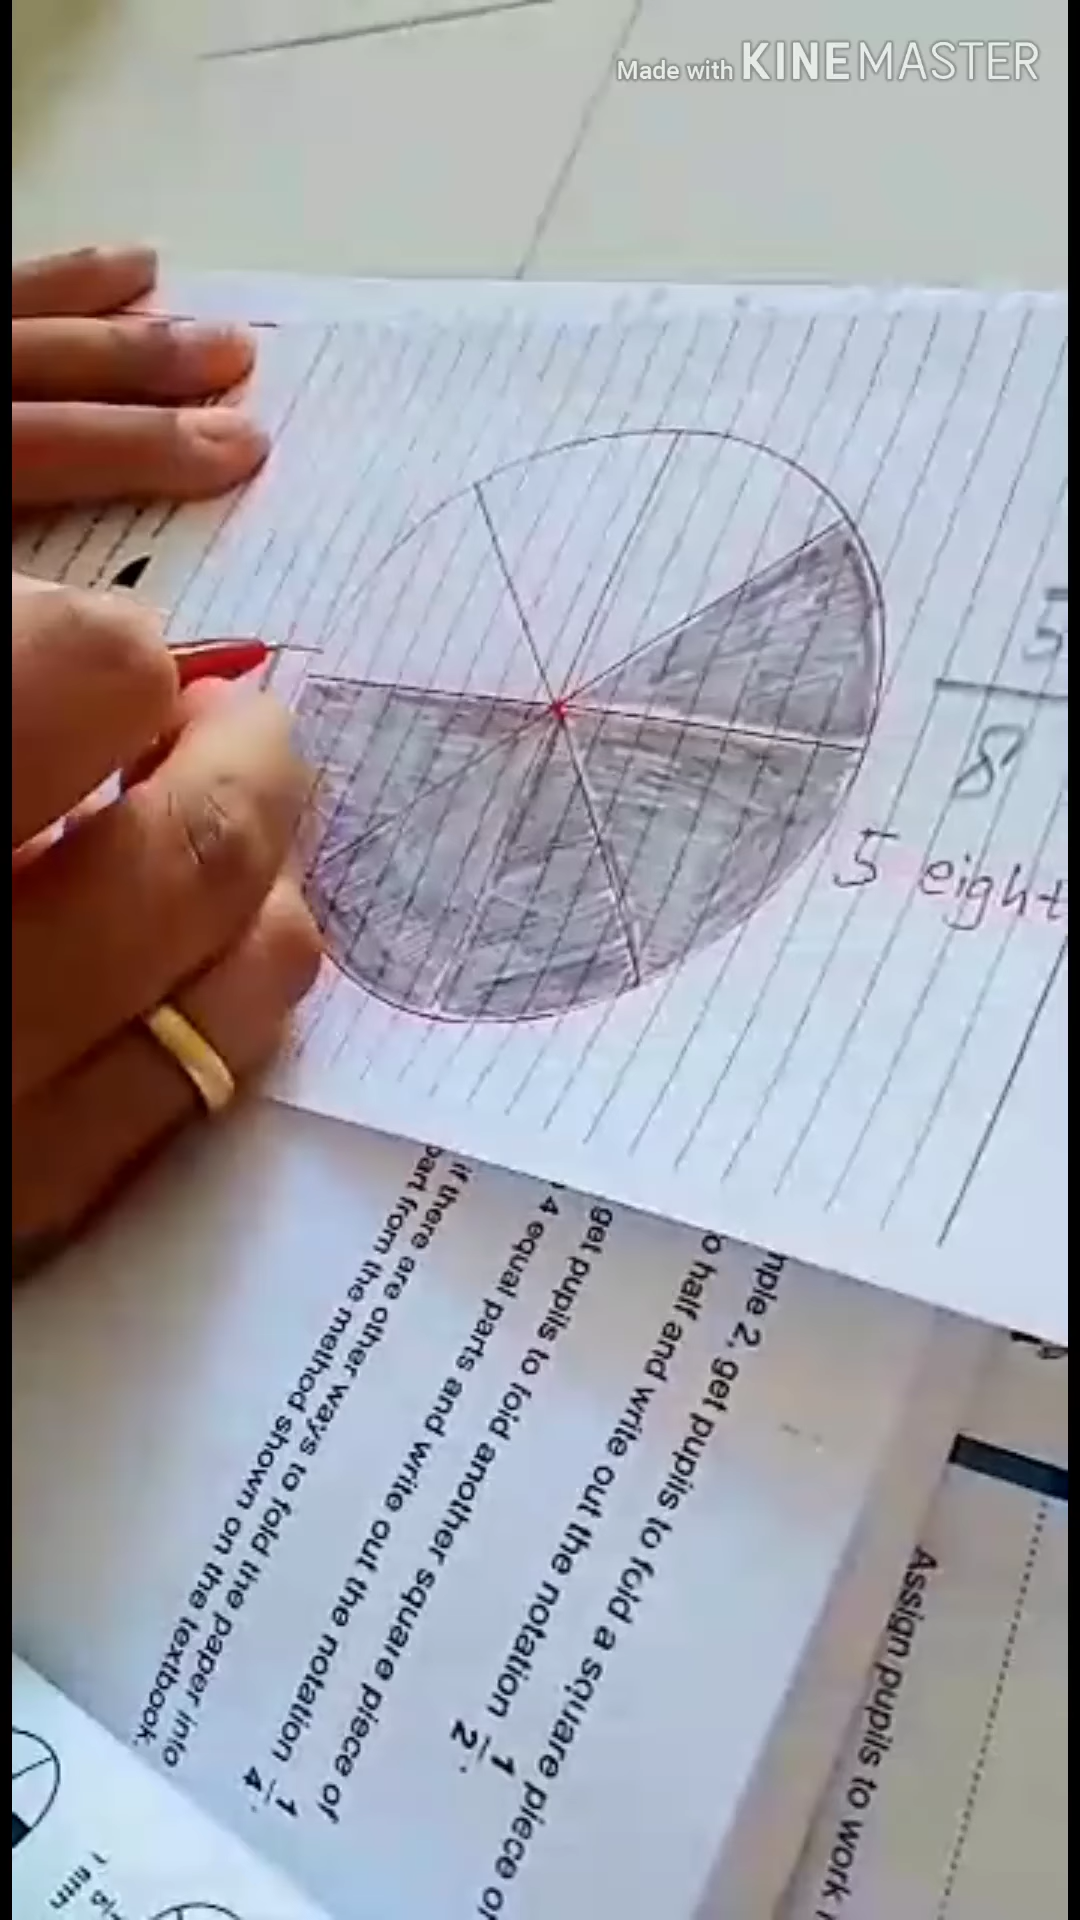 Made with KINEMASTER
5
8
5 eight
nple 2, get pupils to fold a square piece or
o half and write out the notation 1/2.
get pupils to fold another square piece of
4 equal parts and write out the notation 1/4.
if there are other ways to fold the paper into
part from the method shown on the textbook.
Assign pupils to work